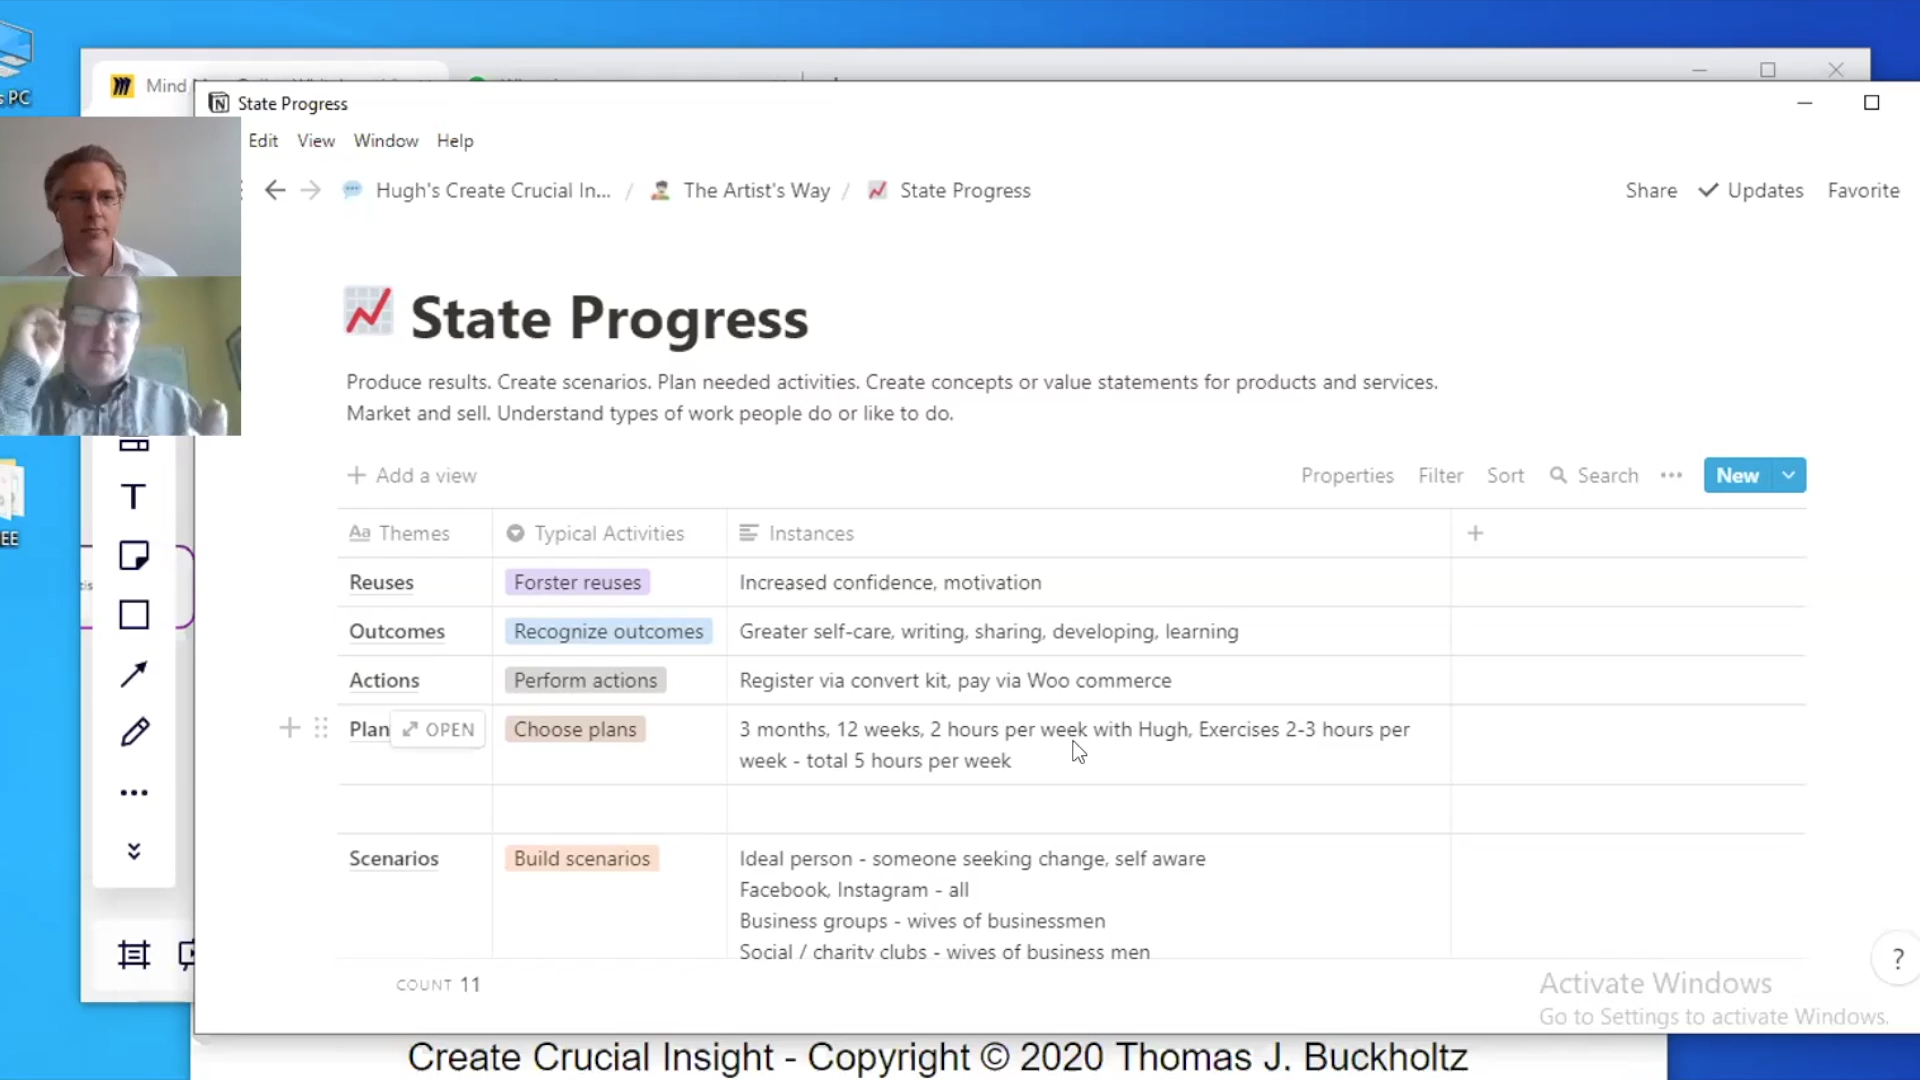 s PC
Mind
State Progress
Edit View Window Help
Hugh's Create Crucial In... / The Artist's Way / State Progress
Share Updates Favorite
State Progress
Produce results. Create scenarios. Plan needed activities. Create concepts or value statements for products and services.
Market and sell. Understand types of work people do or like to do.
Add a view
Properties Filter Sort Search New
Aa Themes Typical Activities Instances
Reuses Forster reuses Increased confidence, motivation
Outcomes Recognize outcomes Greater self-care, writing, sharing, developing, learning
Actions Perform actions Register via convert kit, pay via Woo commerce
Plan OPEN Choose plans 3 months, 12 weeks, 2 hours per week with Hugh, Exercises 2-3 hours per
week - total 5 hours per week
Scenarios Build scenarios Ideal person - someone seeking change, self aware
Facebook, Instagram - all
Business groups - wives of businessmen
Social / charity clubs - wives of business men
COUNT 11
T
EE
?
Activate Windows
Go to Settings to activate Windows.
Create Crucial Insight - Copyright © 2020 Thomas J. Buckholtz